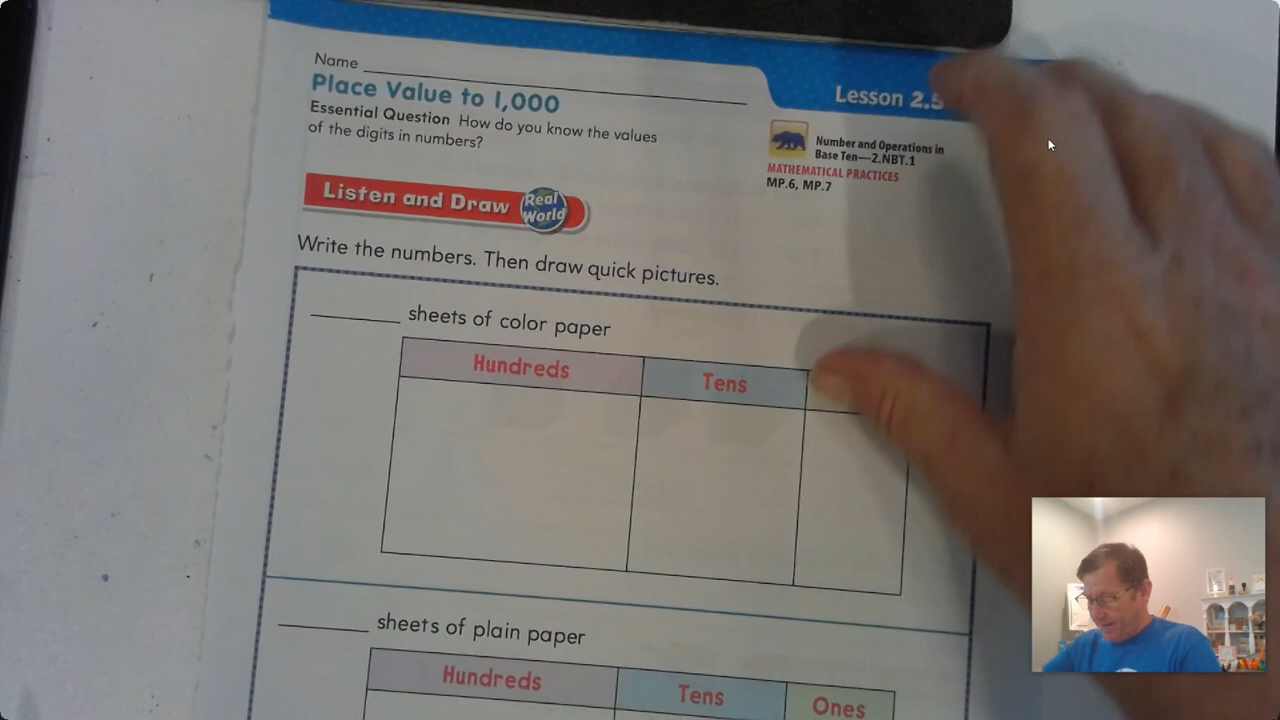 Name
Place Value to 1,000
Essential Question How do you know the values
of the digits in numbers?
Lesson 2.5
Number and Operations in
Base Ten—2.NBT.1
MATHEMATICAL PRACTICES
MP.6, MP.7
Listen and Draw
Real
World
Write the numbers. Then draw quick pictures.
sheets of color paper
Hundreds Tens
sheets of plain paper
Hundreds Tens Ones